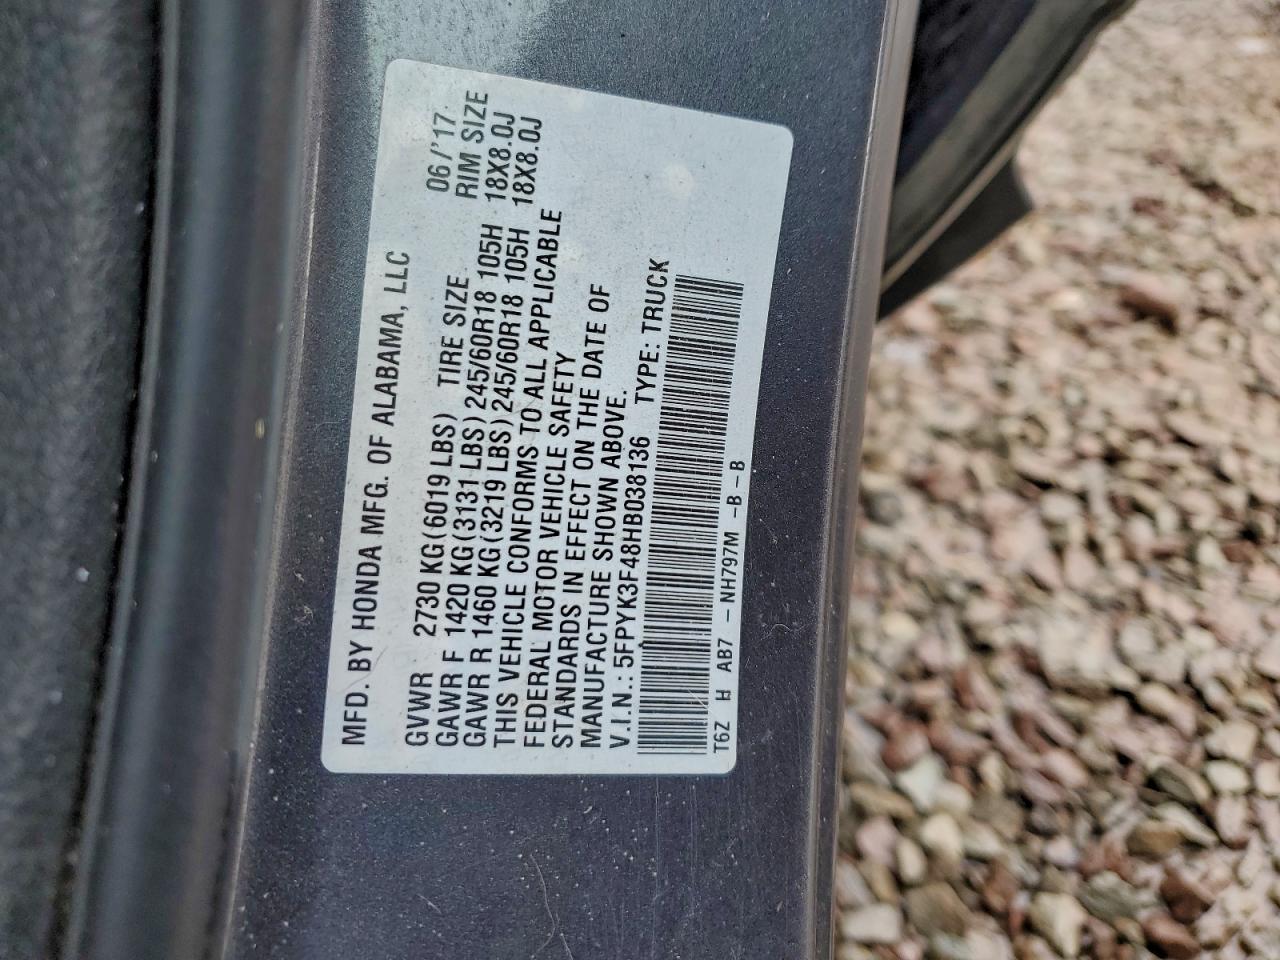 MFD. BY HONDA MFG. OF ALABAMA, LLC
06/'17
GVWR 2730 KG(6019 LBS) TIRE SIZE RIM SIZE
GAWR F 1420 KG(3131 LBS)245/60R18 105H 18X8.0J
GAWR R 1460 KG(3219 LBS)245/60R18 105H 18X8.0J
THIS VEHICLE CONFORMS TO ALL APPLICABLE
FEDERAL MOTOR VEHICLE SAFETY
STANDARDS IN EFFECT ON THE DATE OF
MANUFACTURE SHOWN ABOVE.
V.I.N.: 5FPYK3F48HB038136 TYPE: TRUCK
T6Z H AB7 -NH797M -B-B